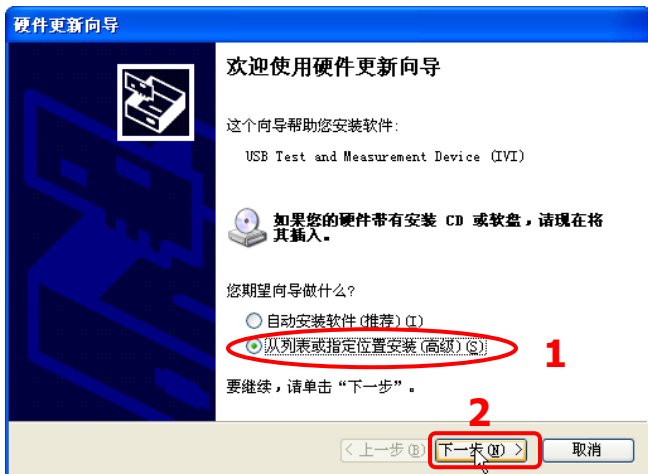 硬件更新向导
欢迎使用硬件更新向导
这个向导帮助您安装软件:
USB Test and Measurement Device (IVI)
如果您的硬件带有安装 CD 或软盘，请现在将
其插入。
您期望向导做什么?
自动安装软件(推荐)(I)
从列表或指定位置安装(高级)(S)
1
要继续，请单击“下一步”。
2
< 上一步(B)
下一步(N) >
取消